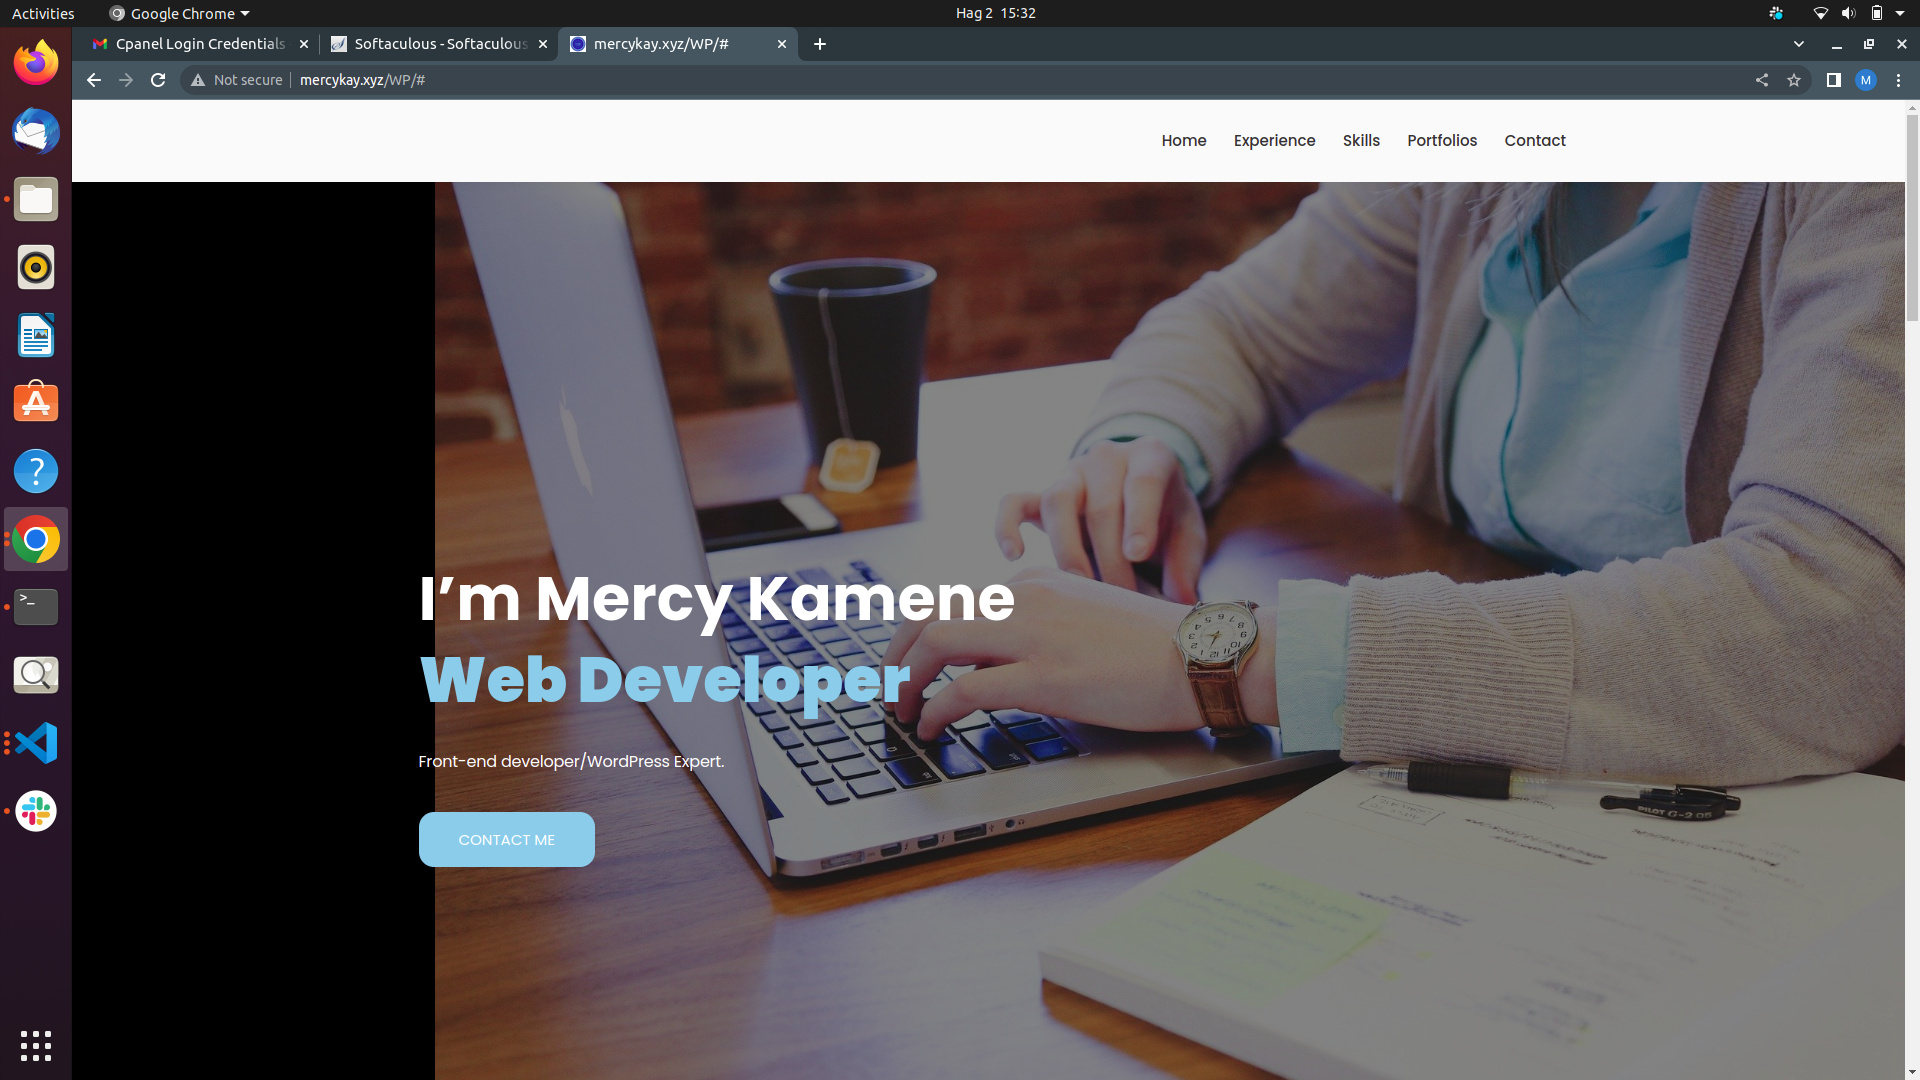 Activities
Google Chrome
Hag 2 15:32
Cpanel Login Credentials
Softaculous - Softaculous
mercykay.xyz/WP/#
Not secure
mercykay.xyz/WP/#
M
Home
Experience
Skills
Portfolios
Contact
I’m Mercy Kamene
Web Developer
Front-end developer/WordPress Expert.
CONTACT ME
PILOT G-2 05